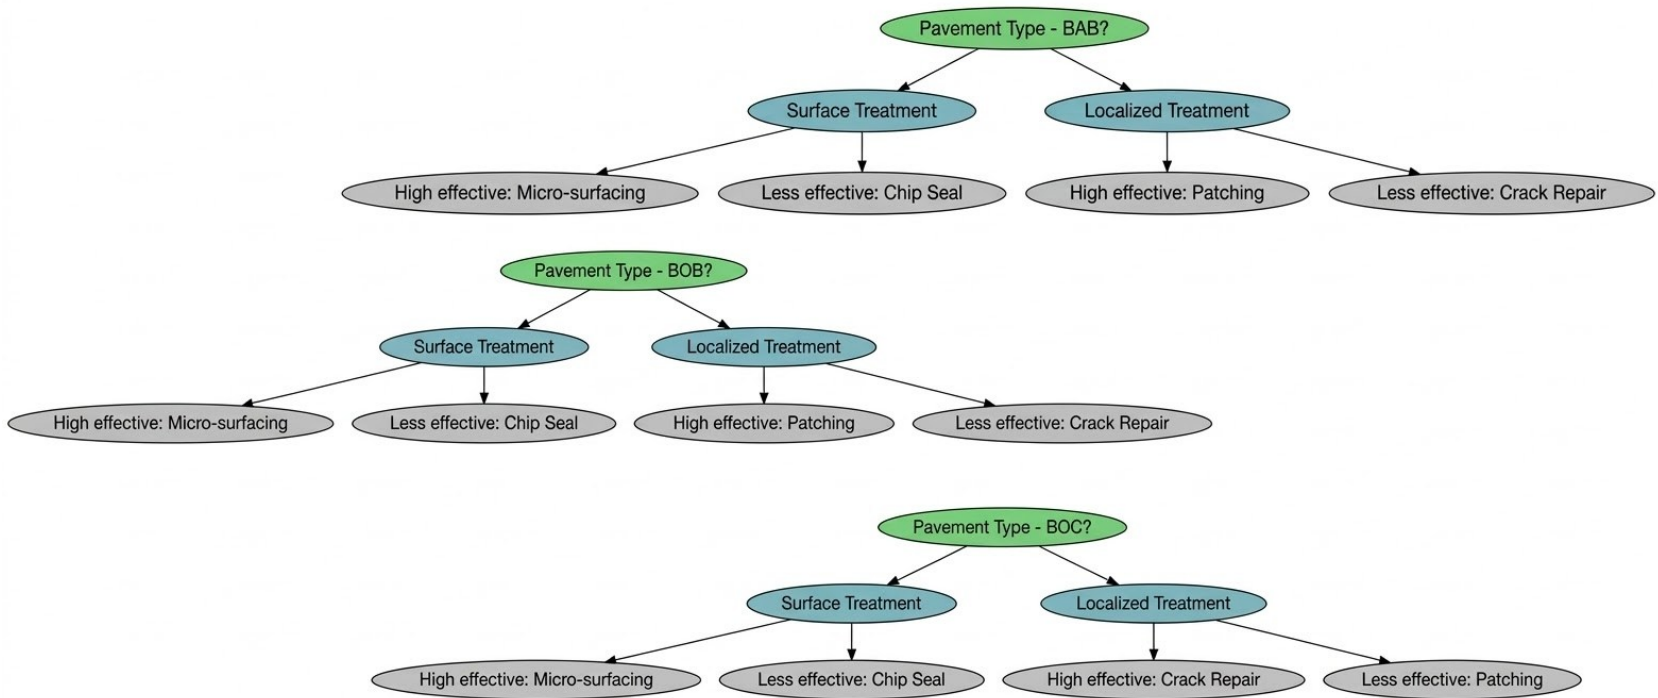 Pavement Type - BAB?
Surface Treatment
Localized Treatment
High effective: Micro-surfacing
Less effective: Chip Seal
High effective: Patching
Less effective: Crack Repair
Pavement Type - BOB?
Surface Treatment
Localized Treatment
High effective: Micro-surfacing
Less effective: Chip Seal
High effective: Patching
Less effective: Crack Repair
Pavement Type - BOC?
Surface Treatment
Localized Treatment
High effective: Micro-surfacing
Less effective: Chip Seal
High effective: Crack Repair
Less effective: Patching